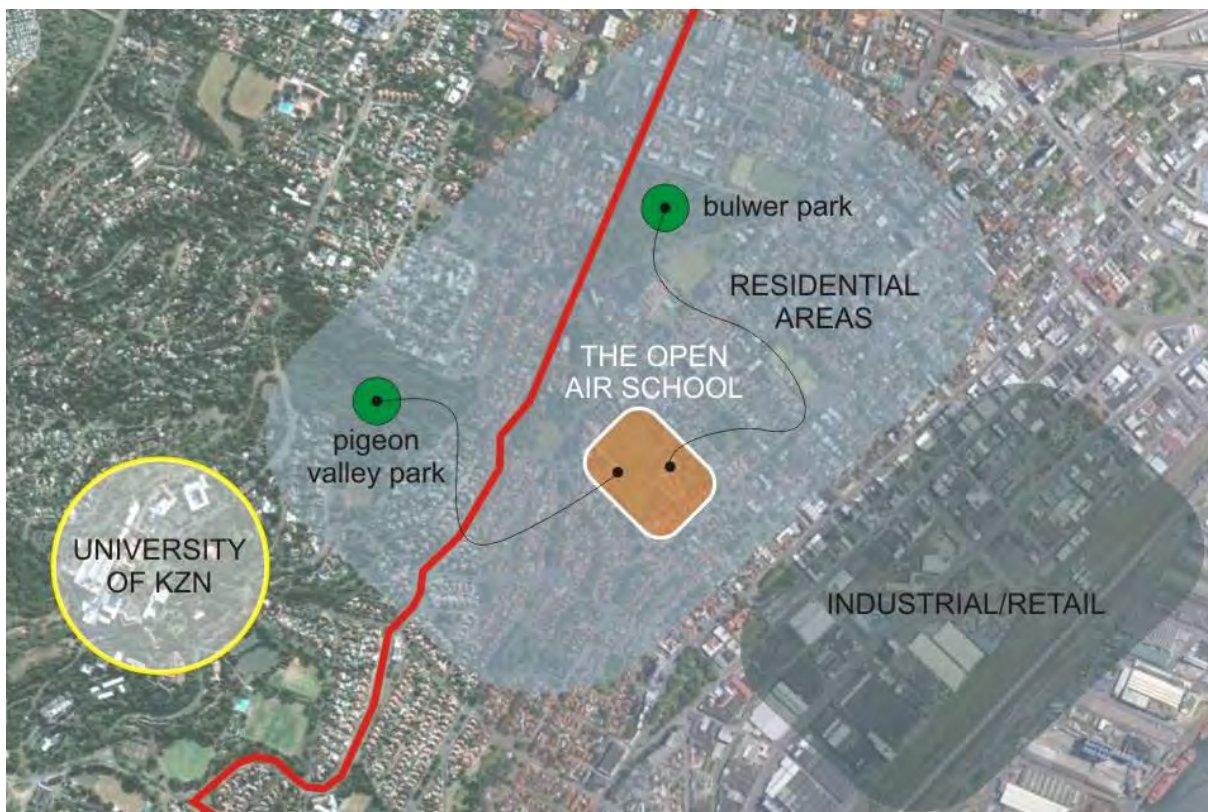 bulwer park
RESIDENTIAL
AREAS
THE OPEN
AIR SCHOOL
pigeon
valley park
UNIVERSITY
OF KZN
INDUSTRIAL/RETAIL